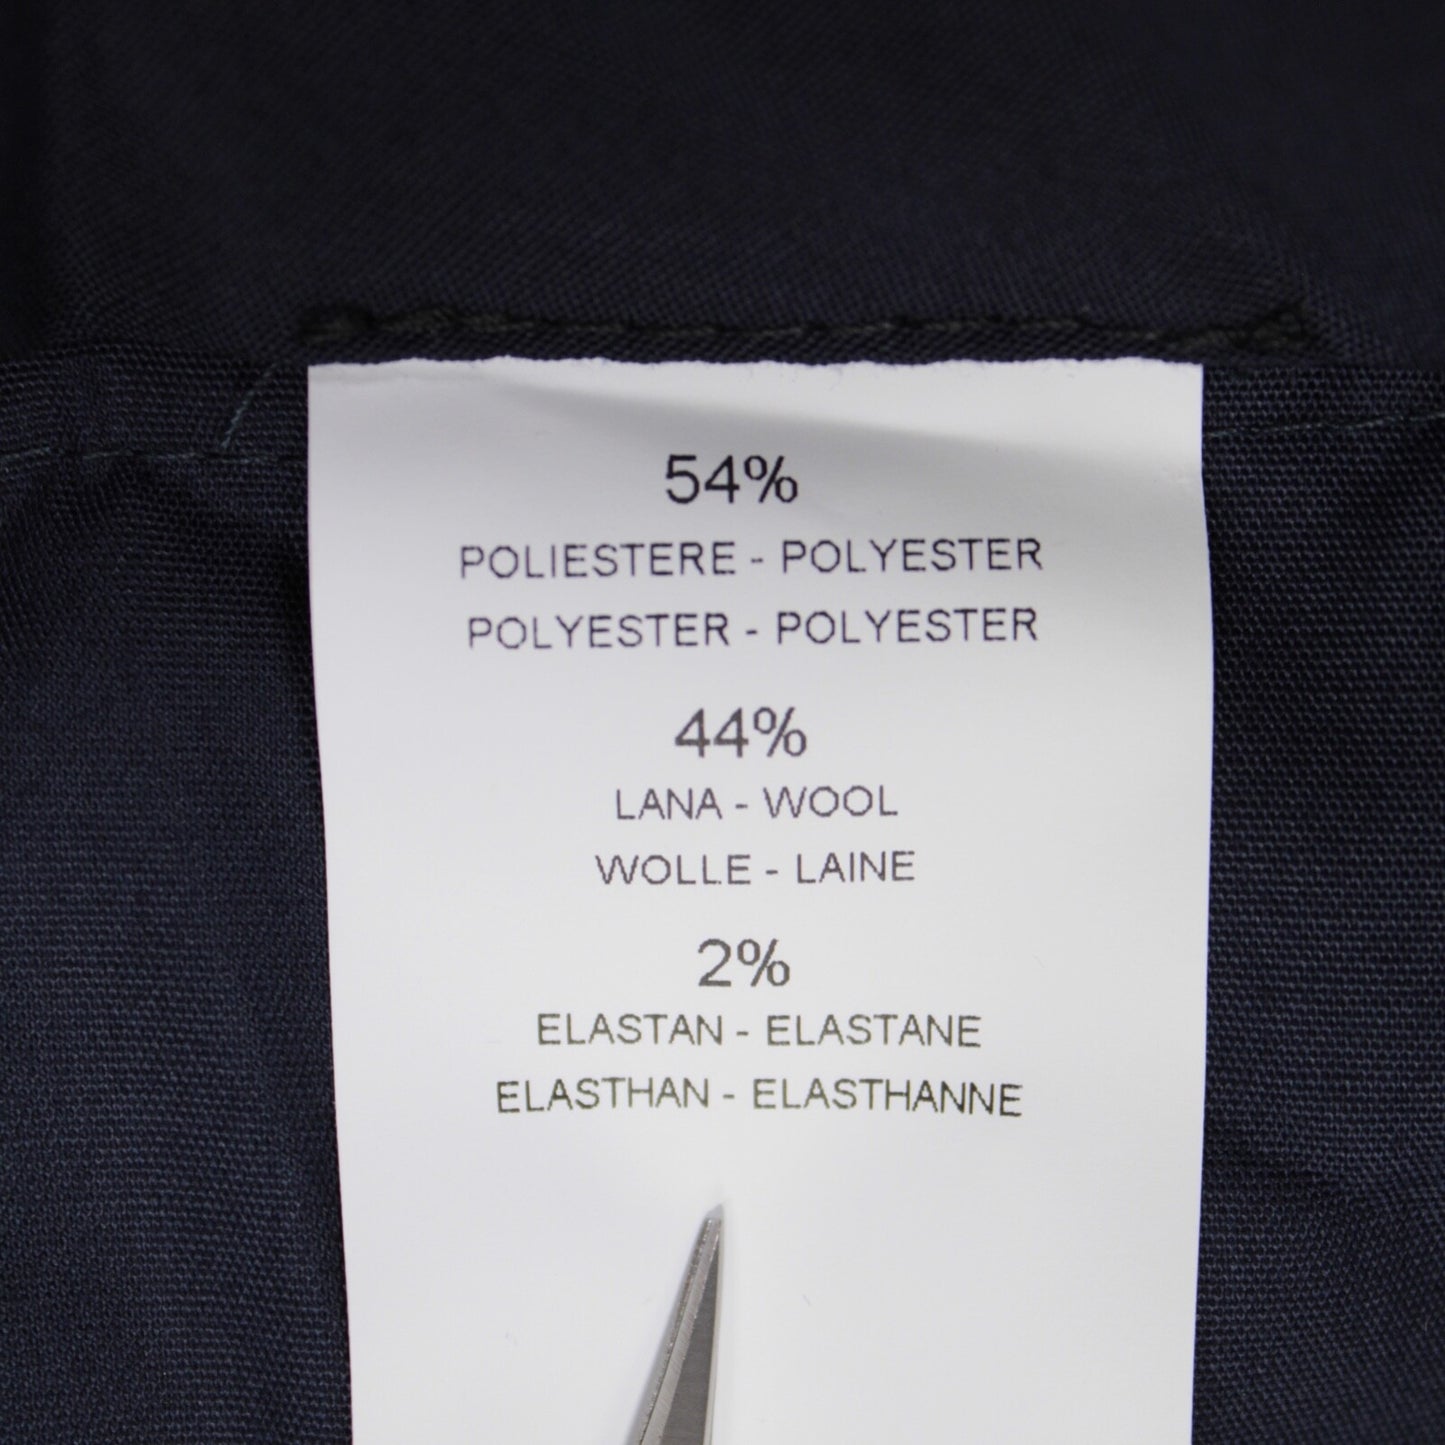 54%
POLIESTERE - POLYESTER
POLYESTER - POLYESTER
44%
LANA - WOOL
WOLLE - LAINE
2%
ELASTAN - ELASTANE
ELASTHAN - ELASTHANNE